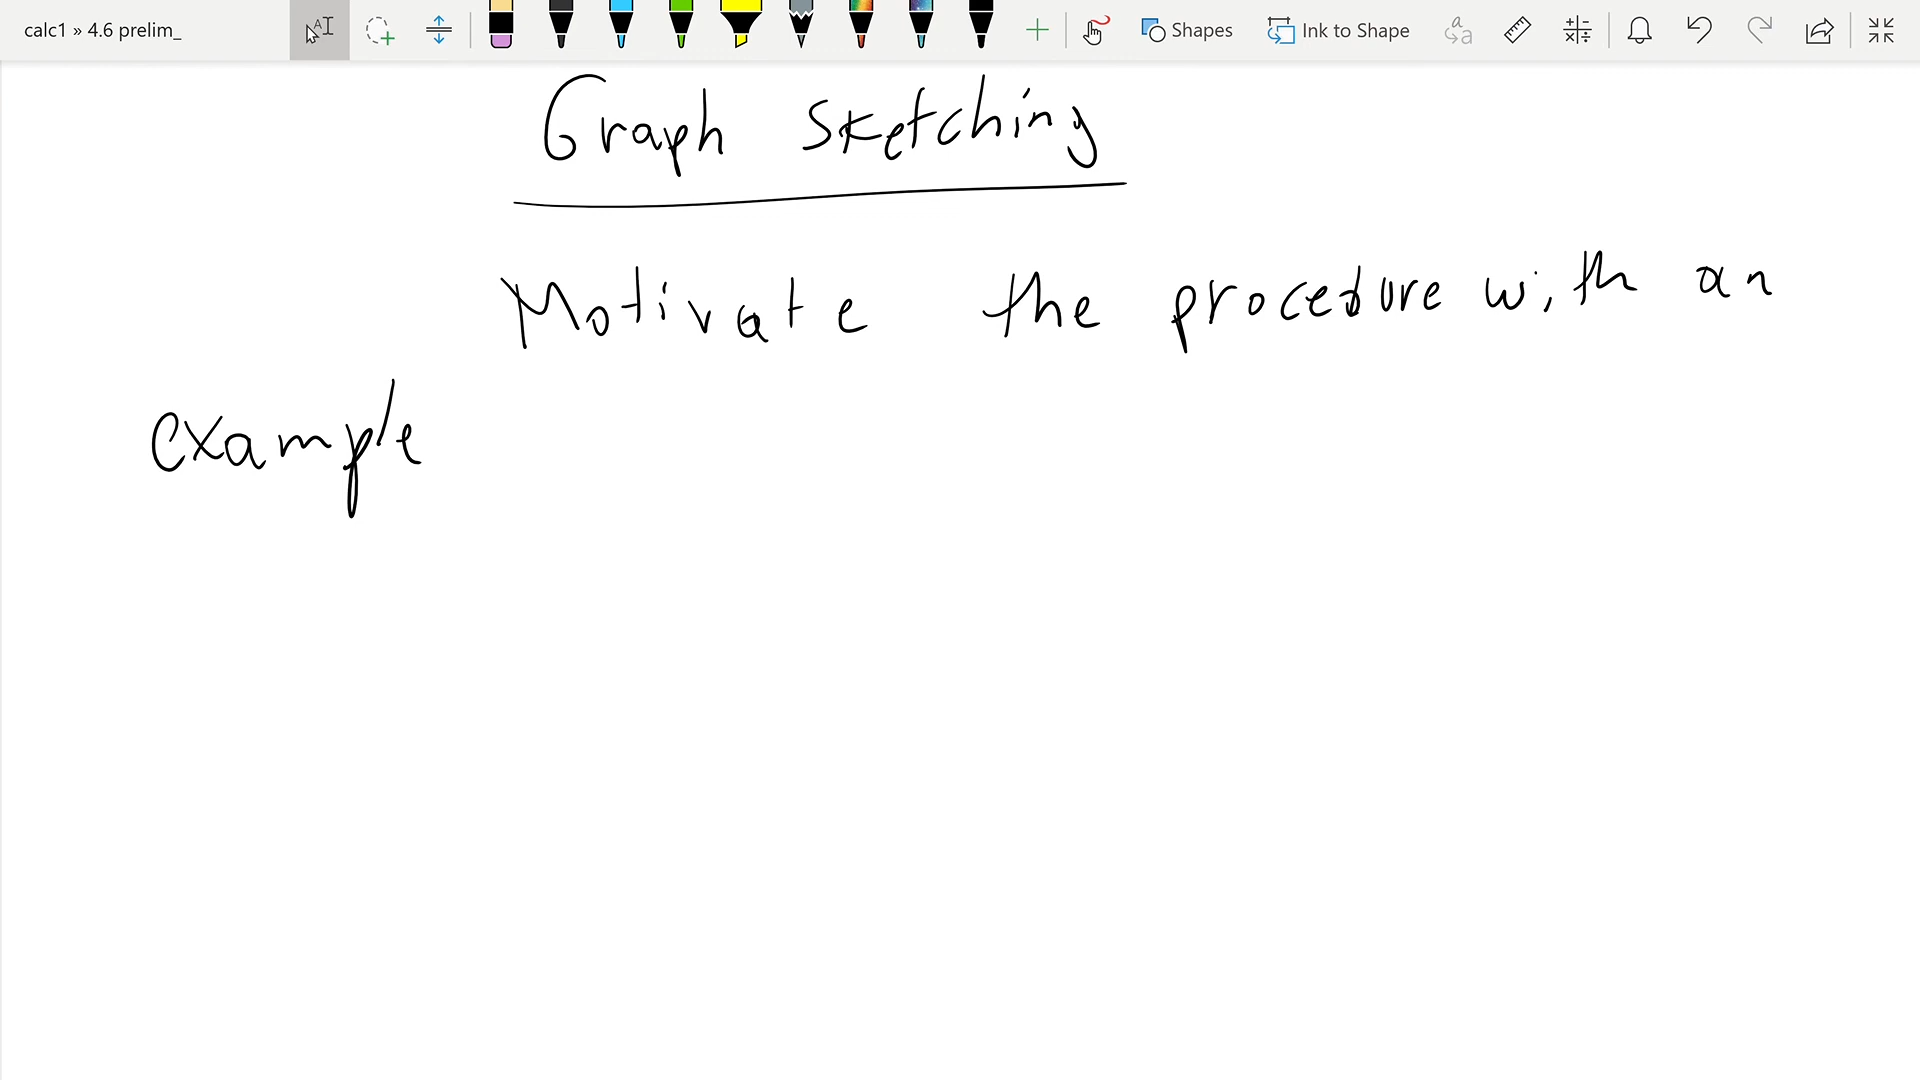 calc1 » 4.6 prelim_ Shapes Ink to Shape
Graph Sketching
Motivate the procedure with an
example